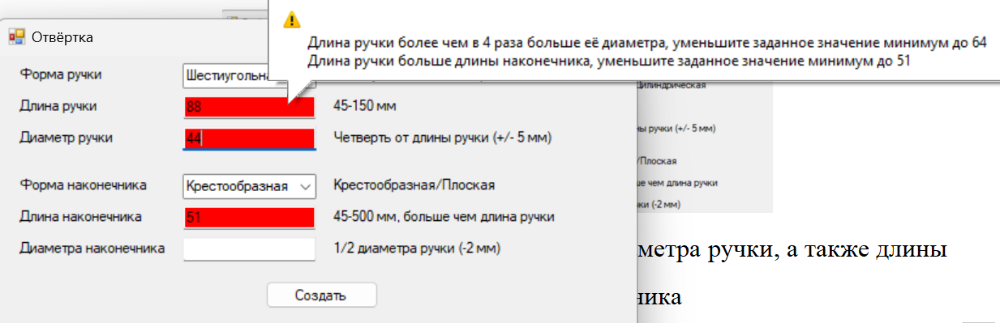 Отвёртка
Длина ручки более чем в 4 раза больше её диаметра, уменьшите заданное значение минимум до 64
Длина ручки больше длины наконечника, уменьшите заданное значение минимум до 51
Форма ручки
Шестиугольна
Длина ручки
88
45-150 мм
Диаметр ручки
44
Четверть от длины ручки (+/- 5 мм)
Форма наконечника
Крестообразная
Крестообразная/Плоская
Длина наконечника
51
45-500 мм, больше чем длина ручки
Диаметра наконечника
1/2 диаметра ручки (-2 мм)
Создать
Цилиндрическая
ны ручки (+/- 5 мм)
/Плоская
ше чем длина ручки
чки (-2 мм)
метра ручки, а также длины
ника